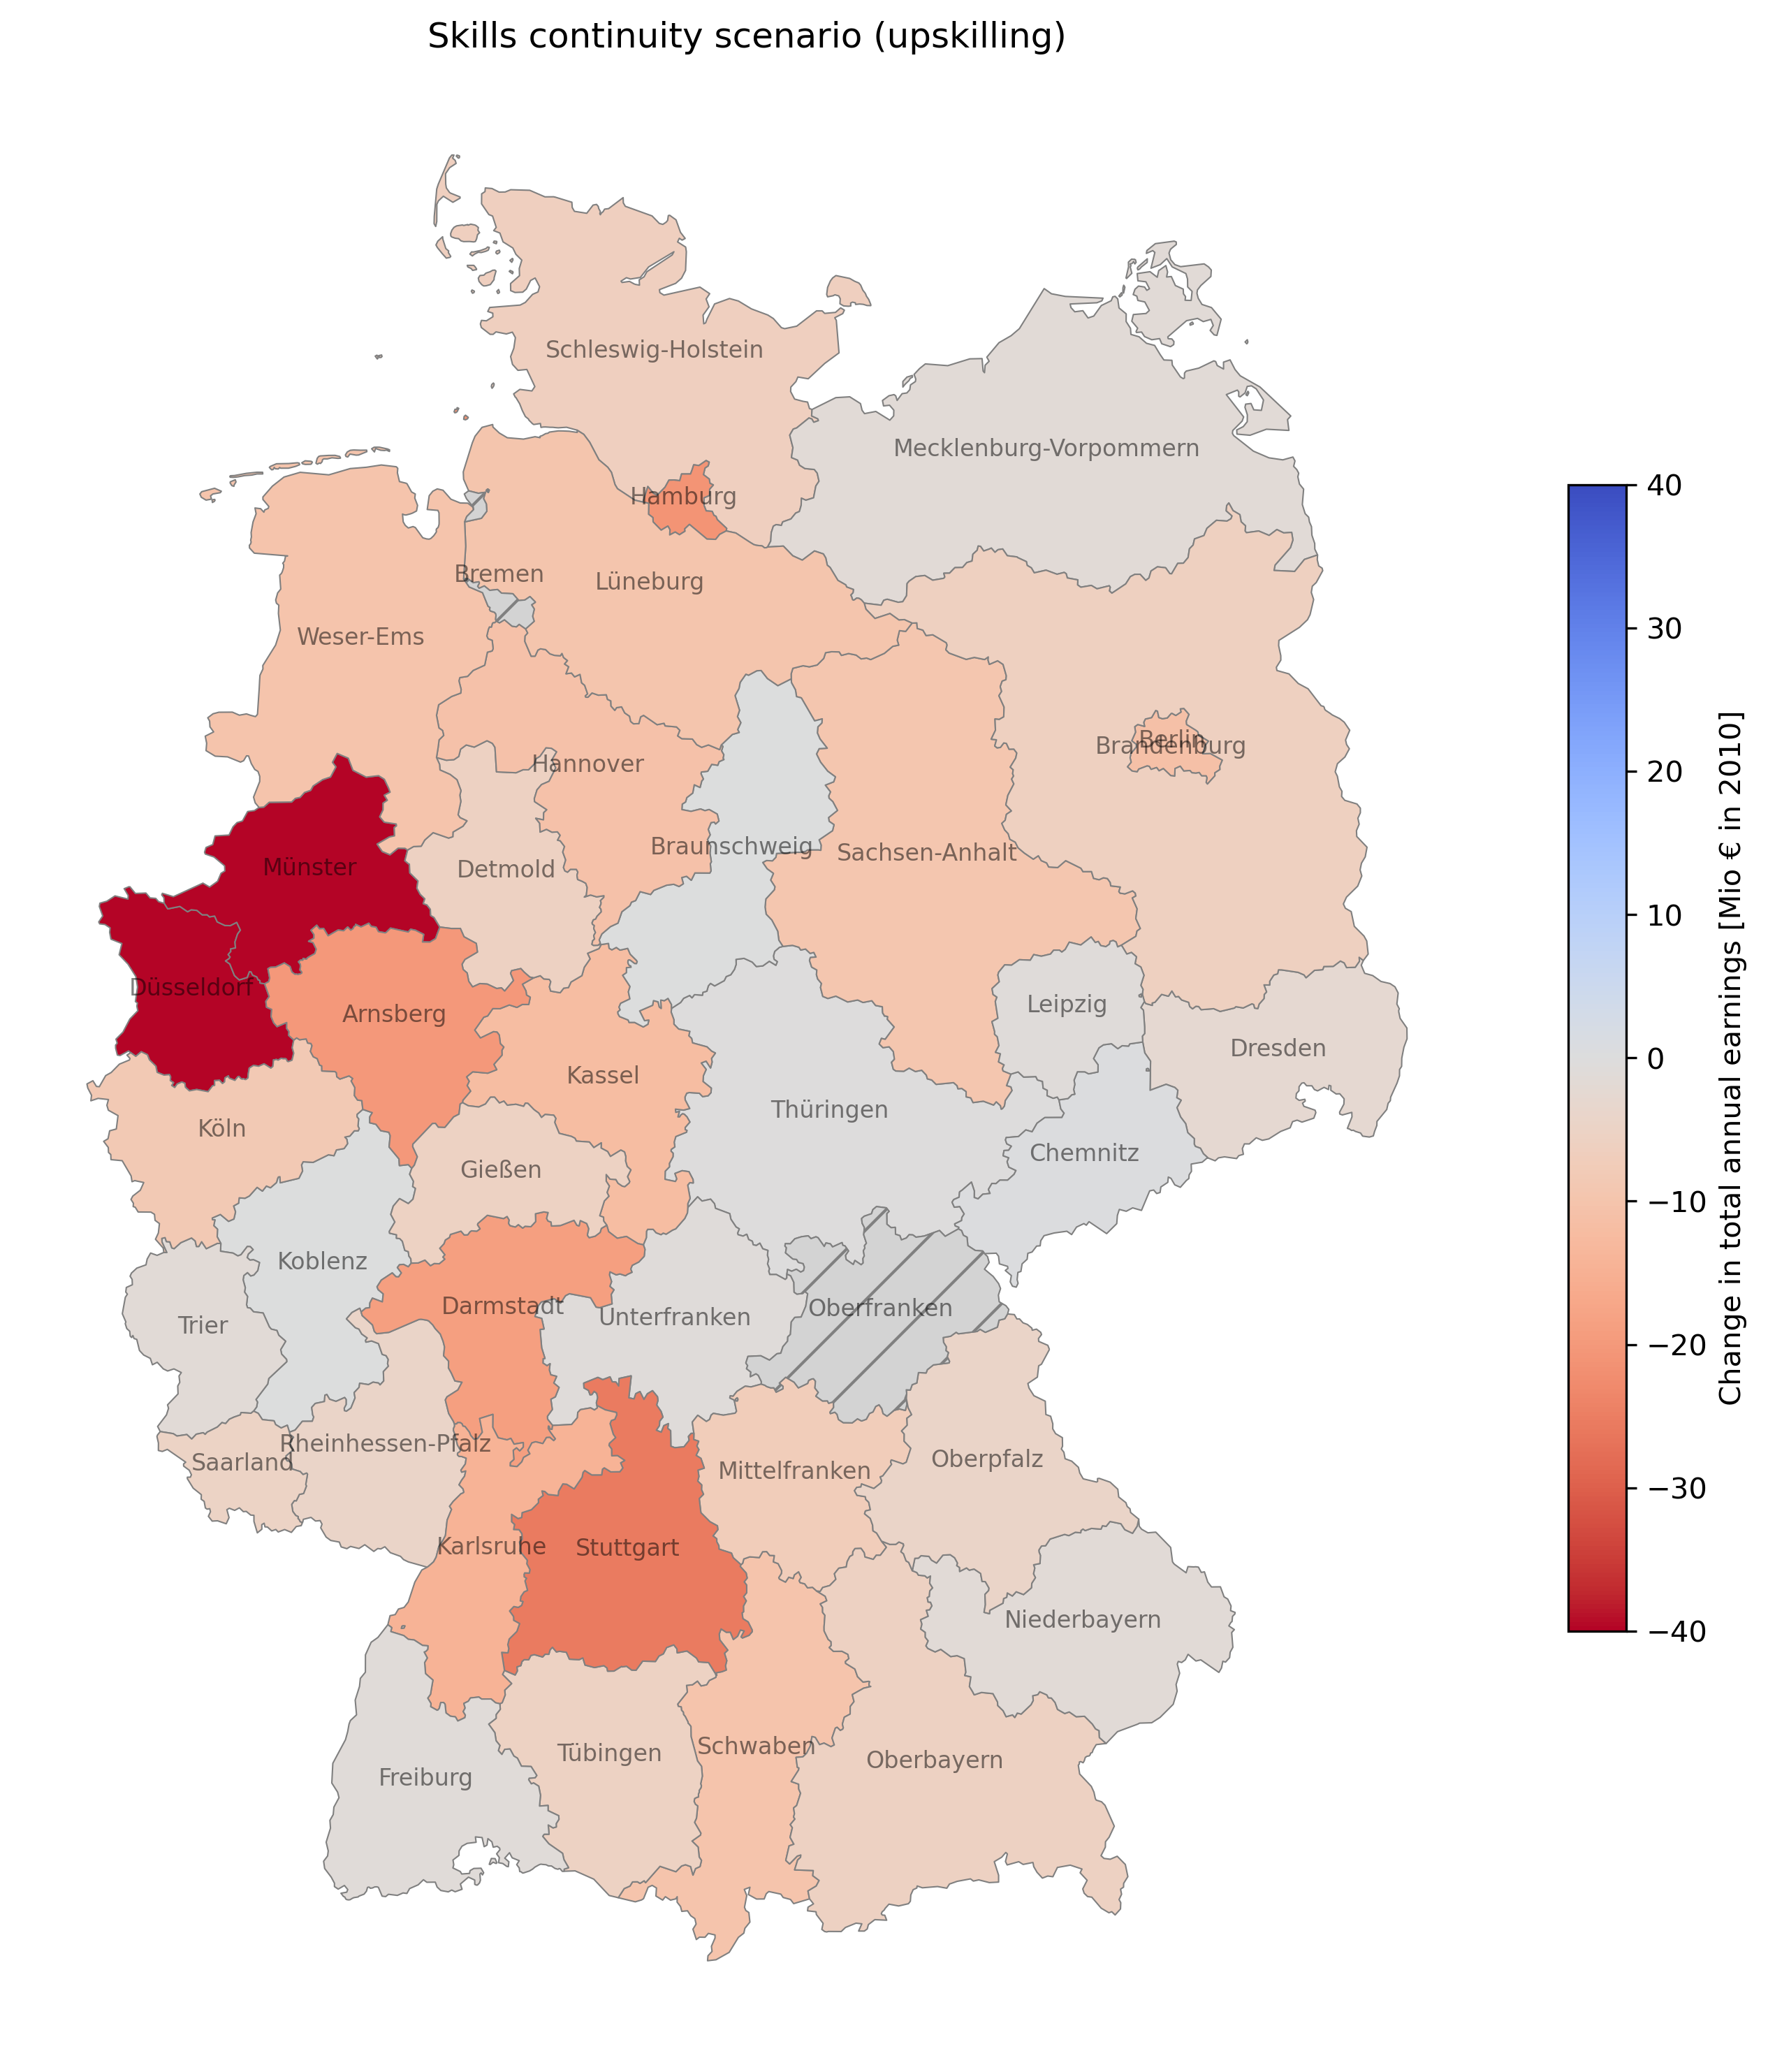 Skills continuity scenario (upskilling)
Schleswig-Holstein
Mecklenburg-Vorpommern
Hamburg
Bremen
Lüneburg
Weser-Ems
Berlin
Brandenburg
Hannover
Braunschweig
Sachsen-Anhalt
Münster
Detmold
Düsseldorf
Arnsberg
Leipzig
Dresden
Kassel
Thüringen
Köln
Chemnitz
Gießen
Koblenz
Darmstadt
Oberfranken
Unterfranken
Trier
Rheinhessen-Pfalz
Saarland
Oberpfalz
Mittelfranken
Karlsruhe
Stuttgart
Niederbayern
Schwaben
Tübingen
Oberbayern
Freiburg
40
30
20
10
0
−10
−20
−30
−40
Change in total annual earnings [Mio € in 2010]